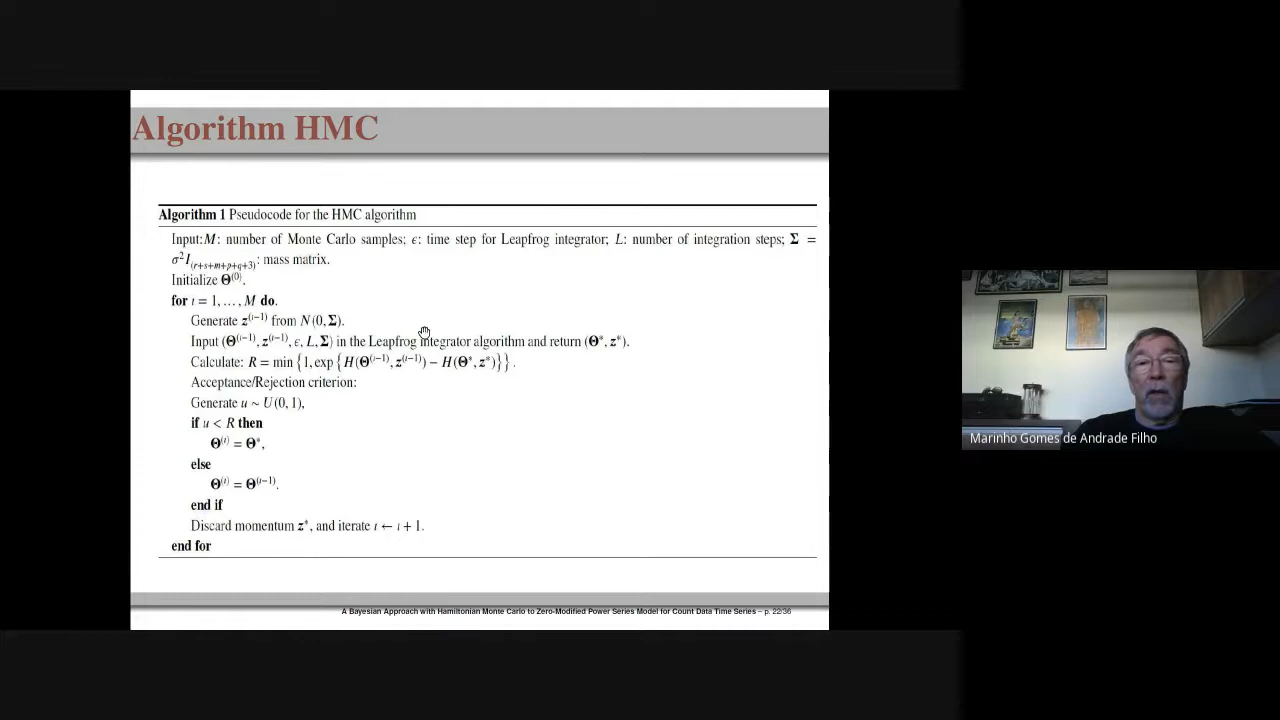 Algorithm HMC
Algorithm 1 Pseudocode for the HMC algorithm
Input:M: number of Monte Carlo samples; ϵ: time step for Leapfrog integrator; L: number of integration steps; Σ =
σ²I₍r+s+m+p+q+3₎: mass matrix.
Initialize Θ⁽⁰⁾.
for ι = 1, . . . , M do.
Generate z⁽ι−1⁾ from N(0, Σ).
Input (Θ⁽ι−1⁾, z⁽ι−1⁾, ϵ, L, Σ) in the Leapfrog integrator algorithm and return (Θ*, z*).
Calculate: R = min {1, exp {H(Θ⁽ι−1⁾, z⁽ι−1⁾) − H(Θ*, z*)}} .
Acceptance/Rejection criterion:
Generate u ~ U(0, 1),
if u < R then
Θ⁽ι⁾ = Θ*,
else
Θ⁽ι⁾ = Θ⁽ι−1⁾.
end if
Discard momentum z*, and iterate ι ← ι + 1.
end for
A Bayesian Approach with Hamiltonian Monte Carlo to Zero-Modified Power Series Model for Count Data Time Series – p. 22/36
Marinho Gomes de Andrade Filho